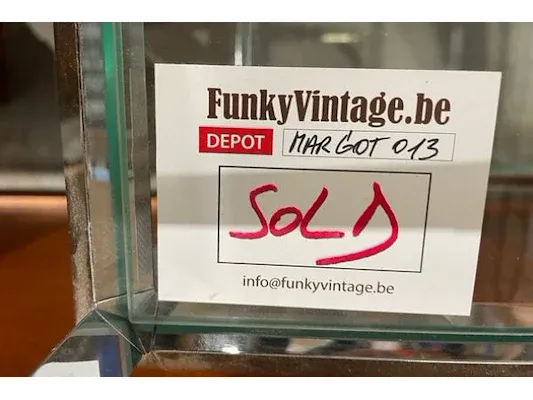 FunkyVintage.be
DEPOT MARGOT 013
SOLD
info@funkyvintage.be